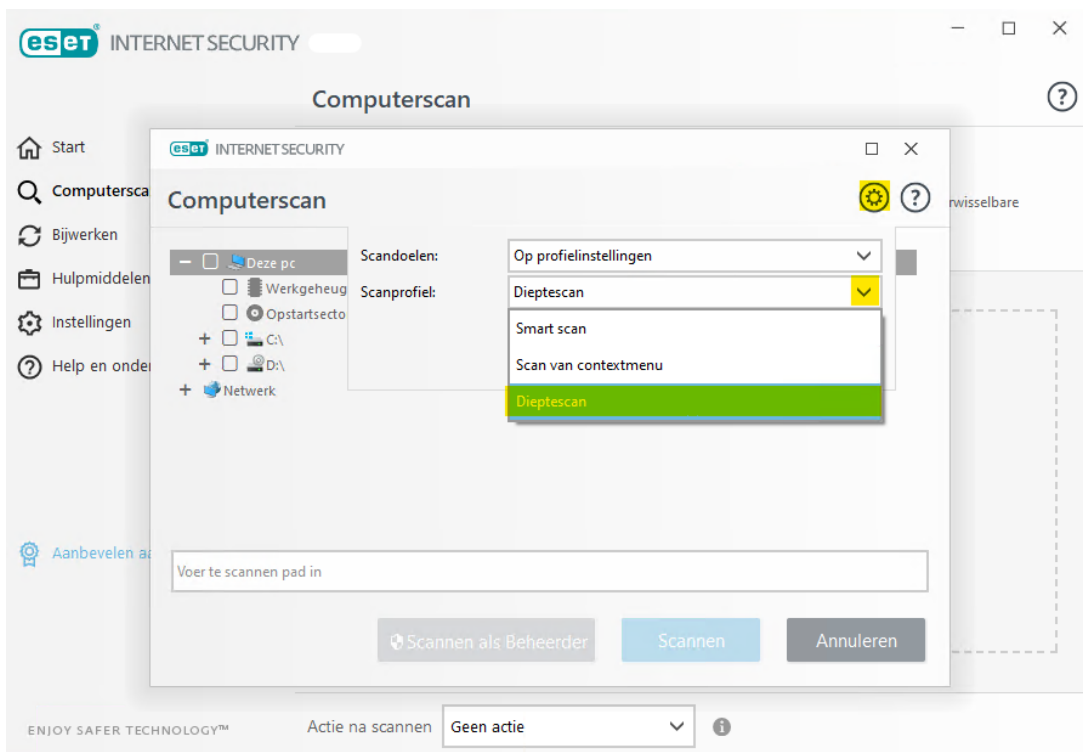 eseT INTERNET SECURITY
Computerscan
Start
Computersca
Bijwerken
Hulpmiddelen
Instellingen
Help en onder
Aanbevelen aa
rwisselbare
eseT INTERNET SECURITY
Computerscan
Deze pc
Werkgeheug
Opstartsecto
C:\
D:\
Netwerk
Scandoelen: Op profielinstellingen
Scanprofiel: Dieptescan
Smart scan
Scan van contextmenu
Dieptescan
Voer te scannen pad in
Scannen als Beheerder Scannen Annuleren
ENJOY SAFER TECHNOLOGY™
Actie na scannen Geen actie